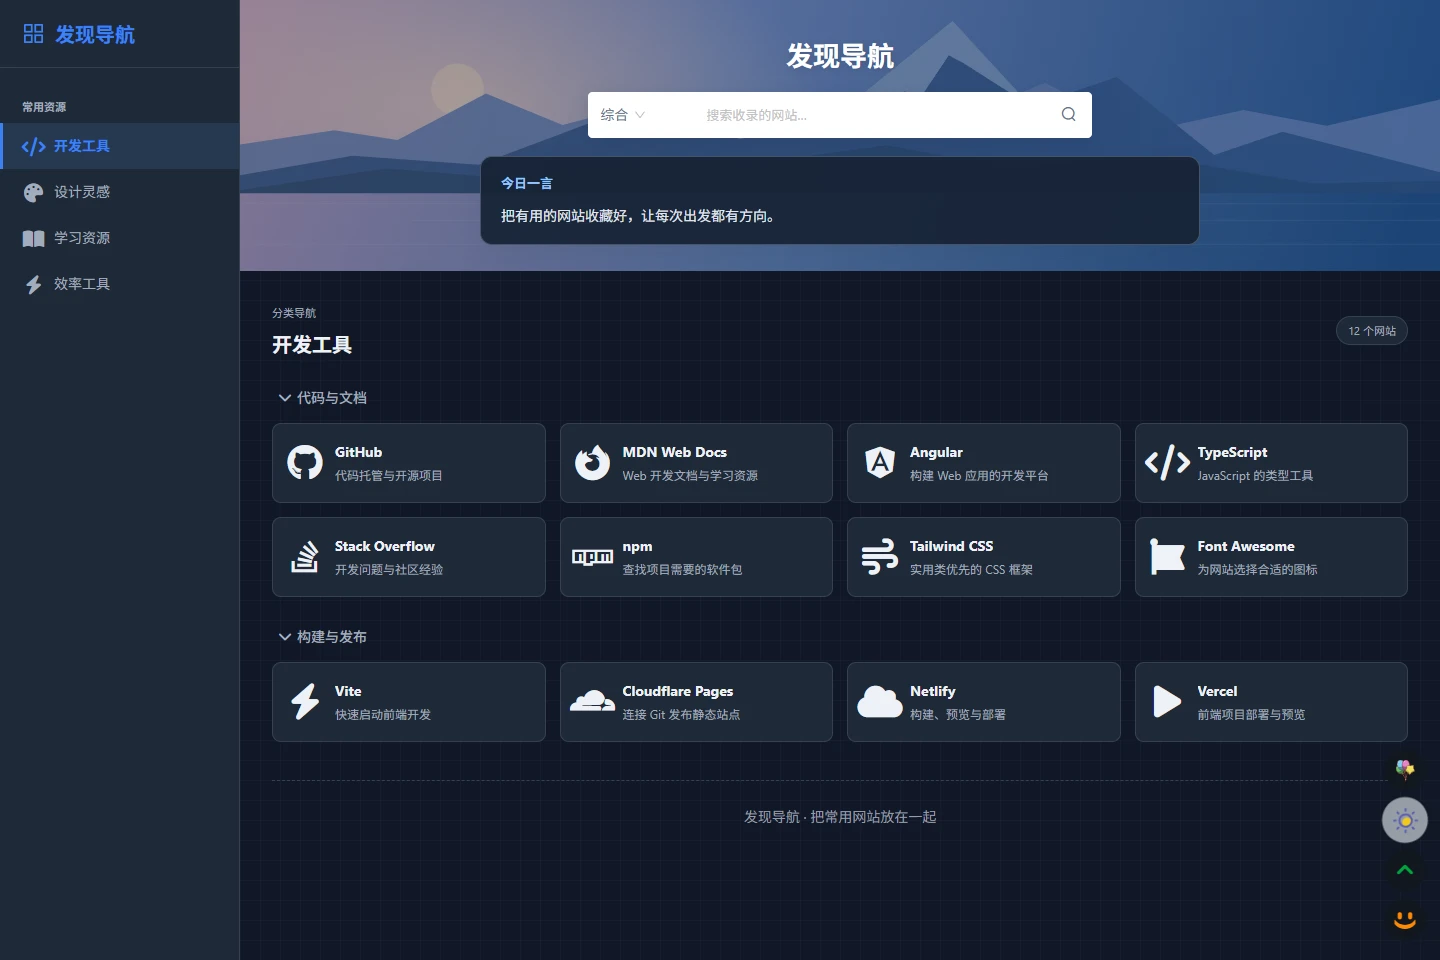 发现导航
常用资源
开发工具
设计灵感
学习资源
效率工具
发现导航
综合
搜索收录的网站...
今日一言
把有用的网站收藏好，让每次出发都有方向。
分类导航
开发工具
12 个网站
代码与文档
GitHub
代码托管与开源项目
MDN Web Docs
Web 开发文档与学习资源
Angular
构建 Web 应用的开发平台
TypeScript
JavaScript 的类型工具
Stack Overflow
开发问题与社区经验
npm
npm
查找项目需要的软件包
Tailwind CSS
实用类优先的 CSS 框架
Font Awesome
为网站选择合适的图标
构建与发布
Vite
快速启动前端开发
Cloudflare Pages
连接 Git 发布静态站点
Netlify
构建、预览与部署
Vercel
前端项目部署与预览
发现导航 · 把常用网站放在一起